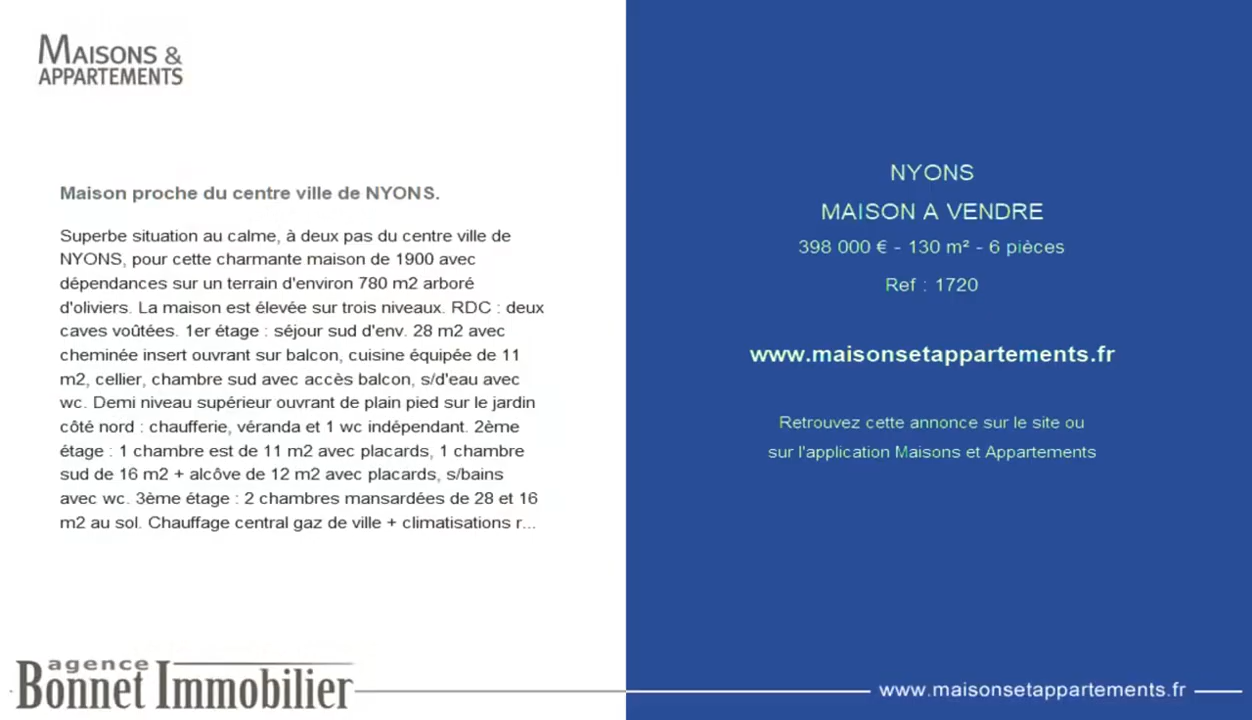 MAISONS &
APPARTEMENTS
Maison proche du centre ville de NYONS.
Superbe situation au calme, à deux pas du centre ville de
NYONS, pour cette charmante maison de 1900 avec
dépendances sur un terrain d'environ 780 m2 arboré
d'oliviers. La maison est élevée sur trois niveaux. RDC : deux
caves voûtées. 1er étage : séjour sud d'env. 28 m2 avec
cheminée insert ouvrant sur balcon, cuisine équipée de 11
m2, cellier, chambre sud avec accès balcon, s/d'eau avec
wc. Demi niveau supérieur ouvrant de plain pied sur le jardin
côté nord : chaufferie, véranda et 1 wc indépendant. 2ème
étage : 1 chambre est de 11 m2 avec placards, 1 chambre
sud de 16 m2 + alcôve de 12 m2 avec placards, s/bains
avec wc. 3ème étage : 2 chambres mansardées de 28 et 16
m2 au sol. Chauffage central gaz de ville + climatisations r...
agence
Bonnet Immobilier
NYONS
MAISON A VENDRE
398 000 € - 130 m² - 6 pièces
Ref : 1720
www.maisonsetappartements.fr
Retrouvez cette annonce sur le site ou
sur l'application Maisons et Appartements
www.maisonsetappartements.fr